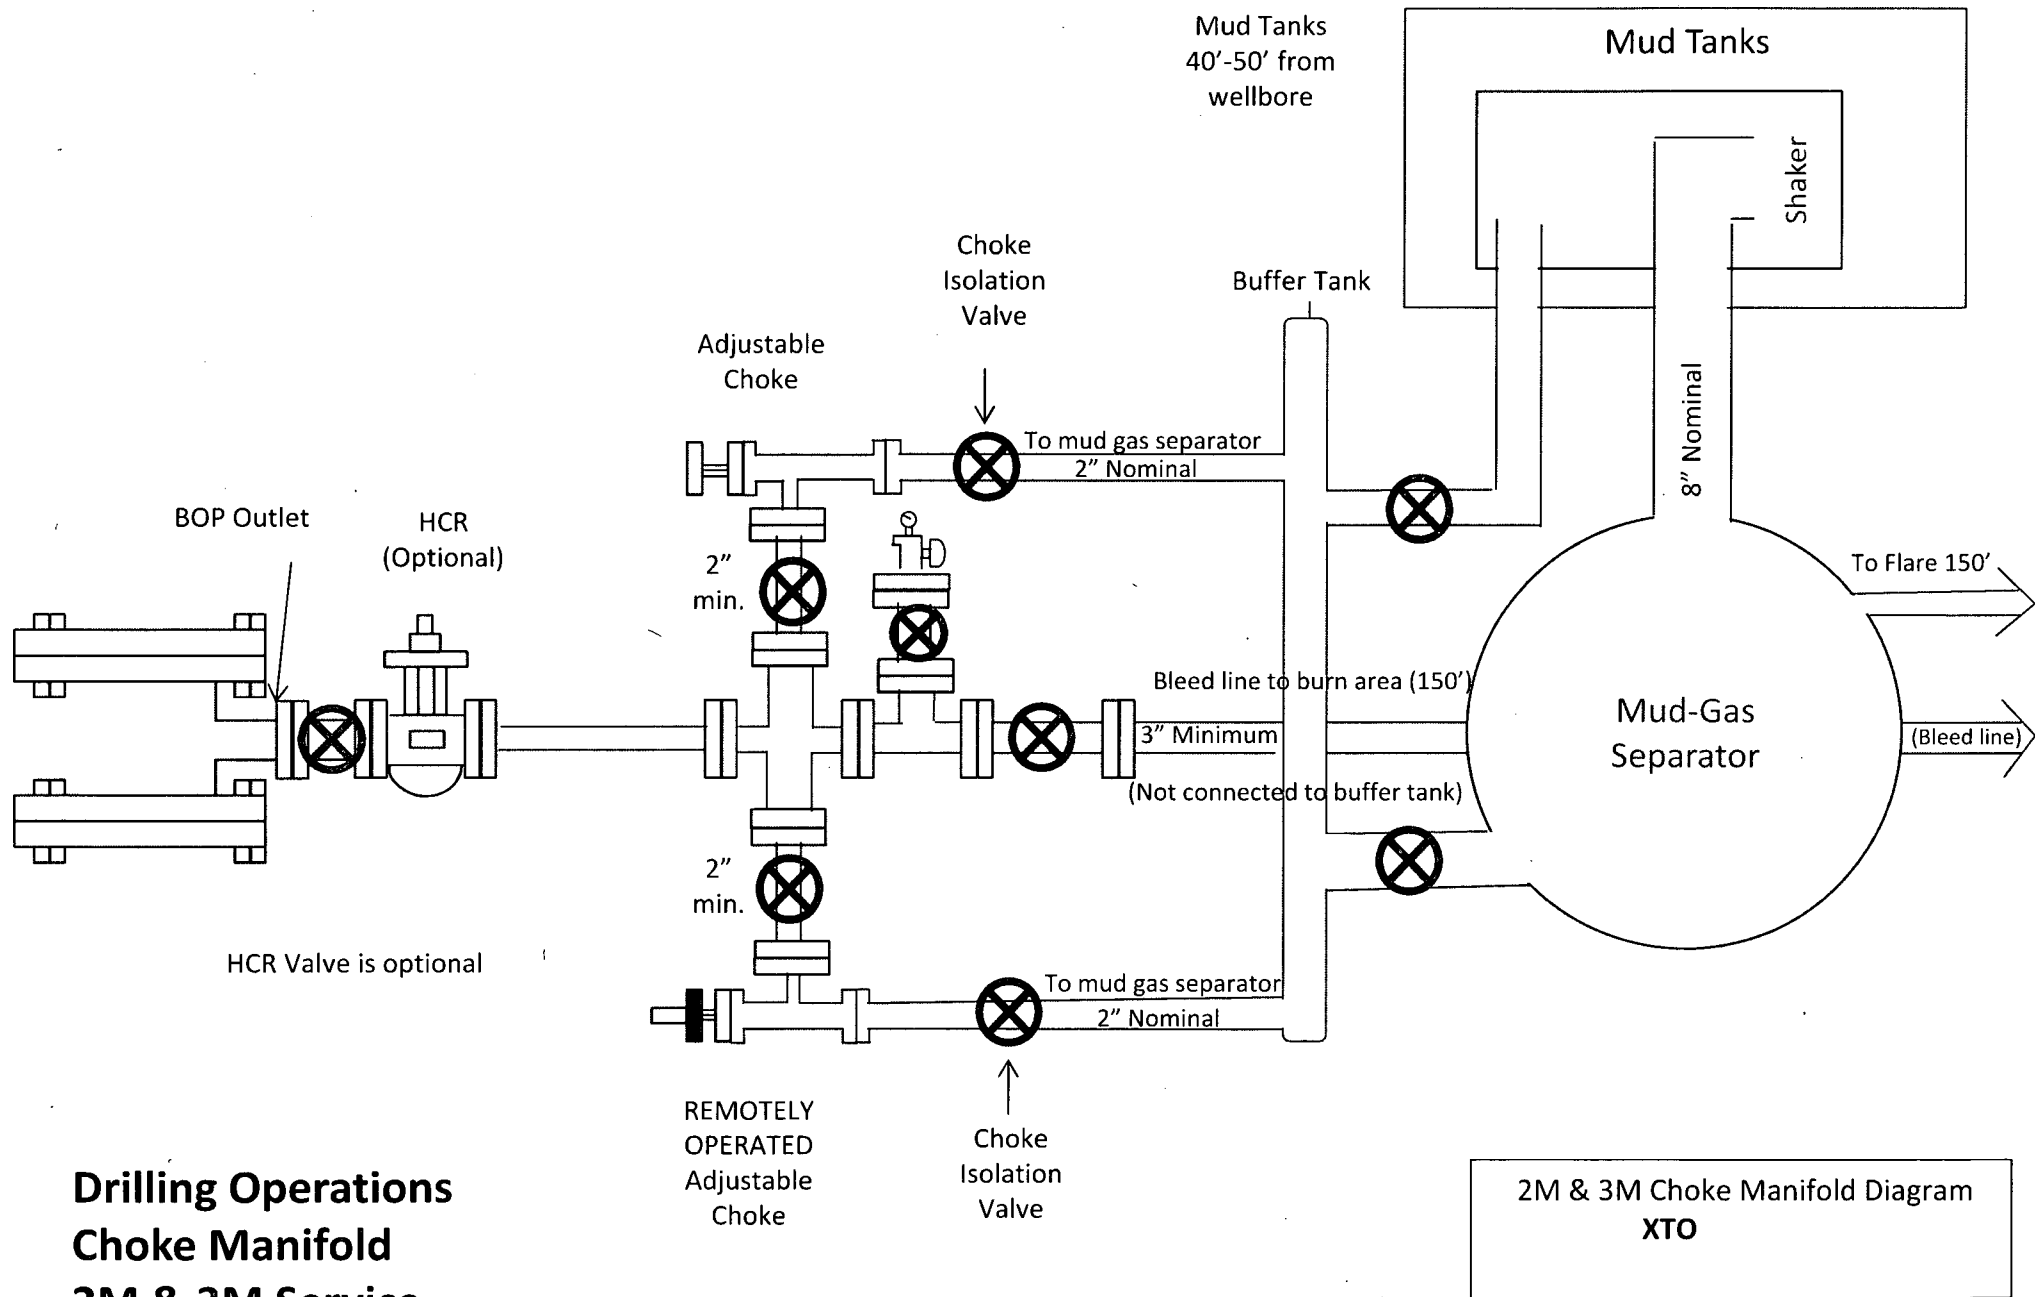 Mud Tanks
40’-50’ from
wellbore
Mud Tanks
Shaker
Choke
Isolation
Valve
Buffer Tank
Adjustable
Choke
To mud gas separator
2” Nominal
8” Nominal
BOP Outlet
HCR
(Optional)
2”
min.
To Flare 150’
Bleed line to burn area (150’)
3” Minimum
(Not connected to buffer tank)
Mud-Gas
Separator
(Bleed line)
2”
min.
HCR Valve is optional
To mud gas separator
2” Nominal
REMOTELY
OPERATED
Adjustable
Choke
Choke
Isolation
Valve
Drilling Operations
Choke Manifold
2M & 3M Service
2M & 3M Choke Manifold Diagram
XTO